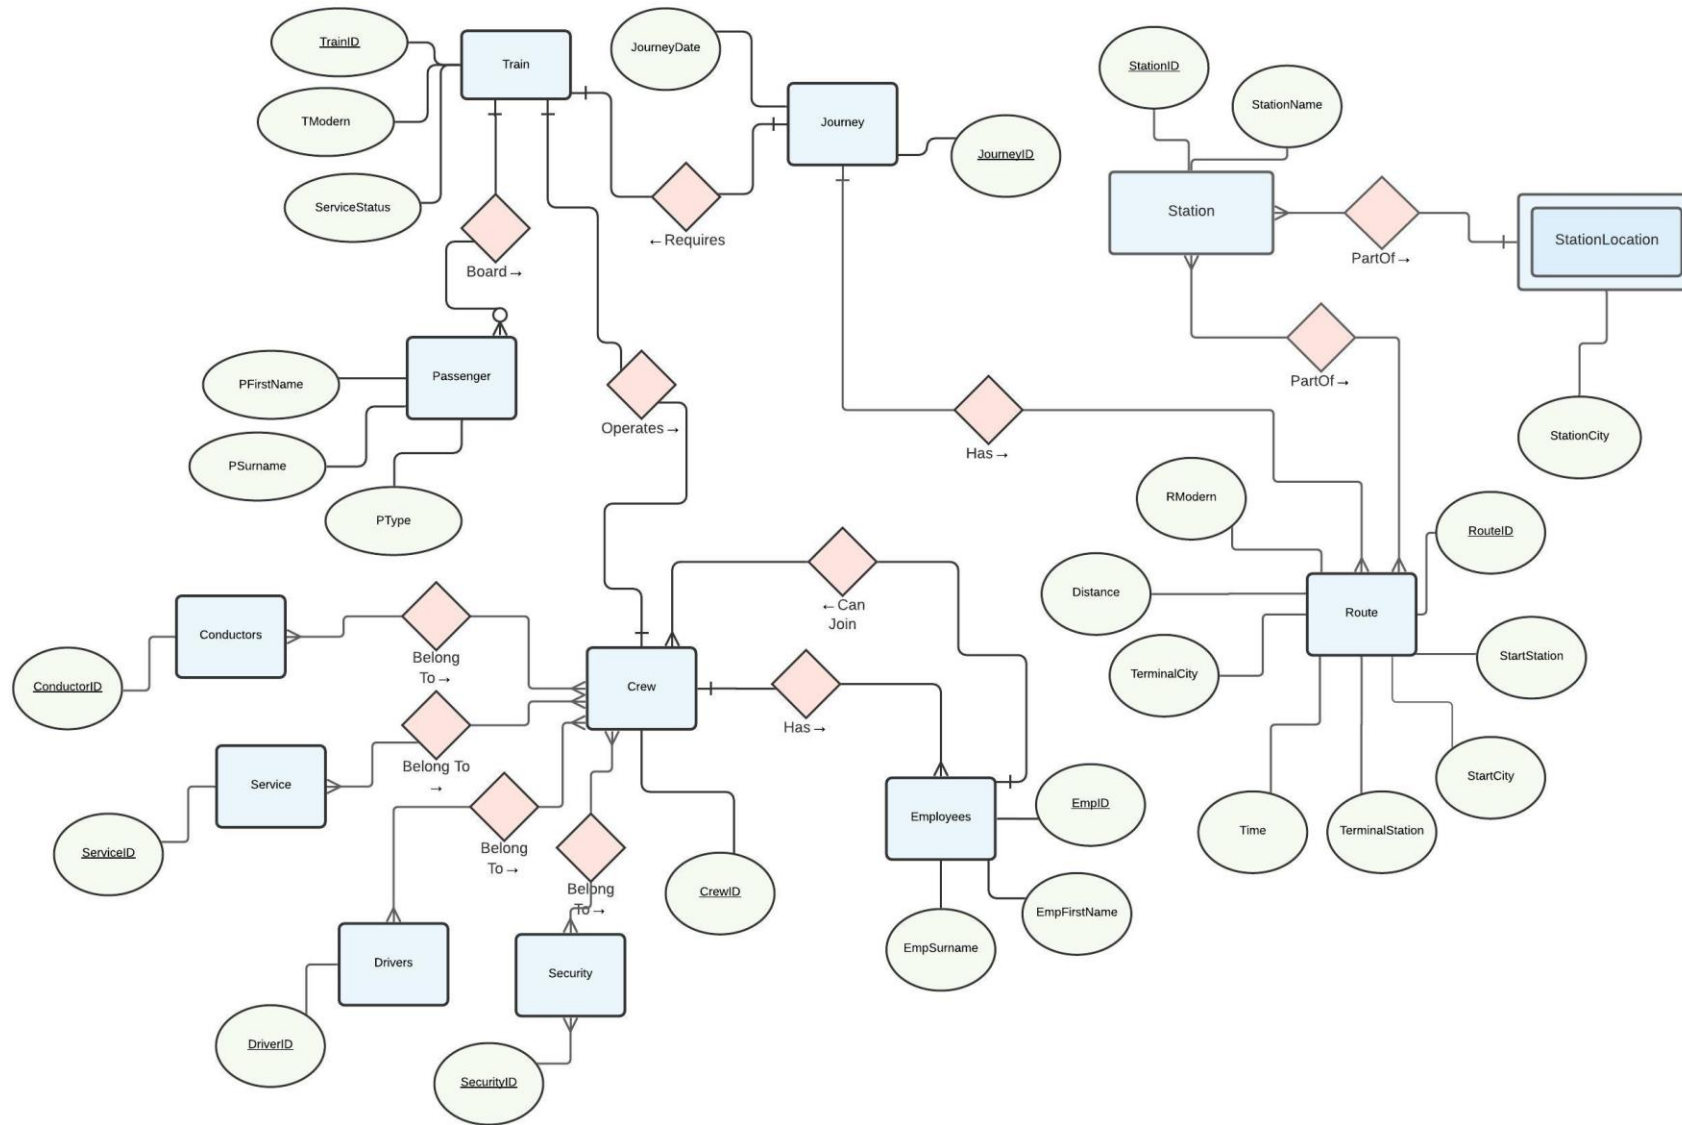 TrainID
Train
JourneyDate
TModern
Journey
JourneyID
ServiceStatus
←Requires
Board→
StationID
StationName
Station
PartOf→
StationLocation
PartOf→
StationCity
Passenger
PFirstName
PSurname
PType
Operates→
Has→
RModern
RouteID
Distance
Route
TerminalCity
StartStation
StartCity
Time
TerminalStation
←Can
Join
Conductors
Belong
To→
ConductorID
Crew
Has→
Service
Belong To
→
ServiceID
Belong
To→
Belong
To→
CrewID
Employees
EmpID
EmpFirstName
EmpSurname
Drivers
Security
DriverID
SecurityID